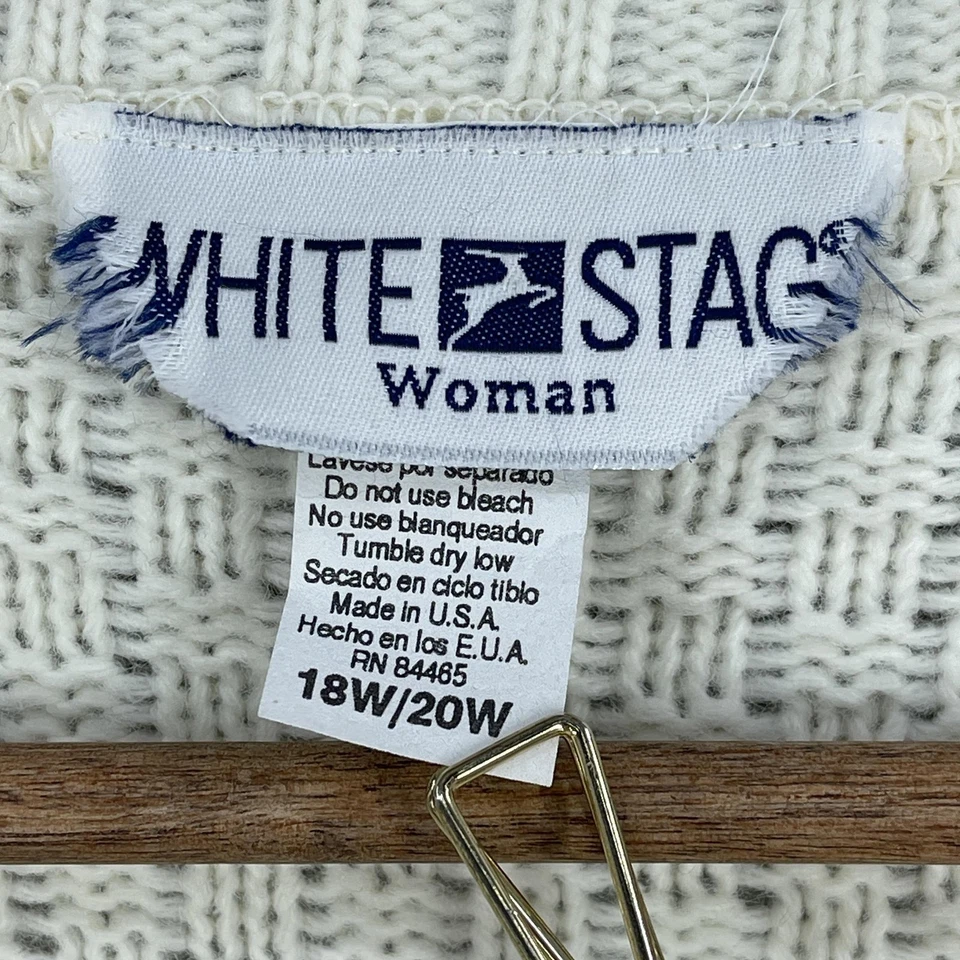 WHITE STAG®
Woman
Lavese por separado
Do not use bleach
No use blanqueador
Tumble dry low
Secado en ciclo tibio
Made in U.S.A.
Hecho en los E.U.A.
RN 84465
18W/20W